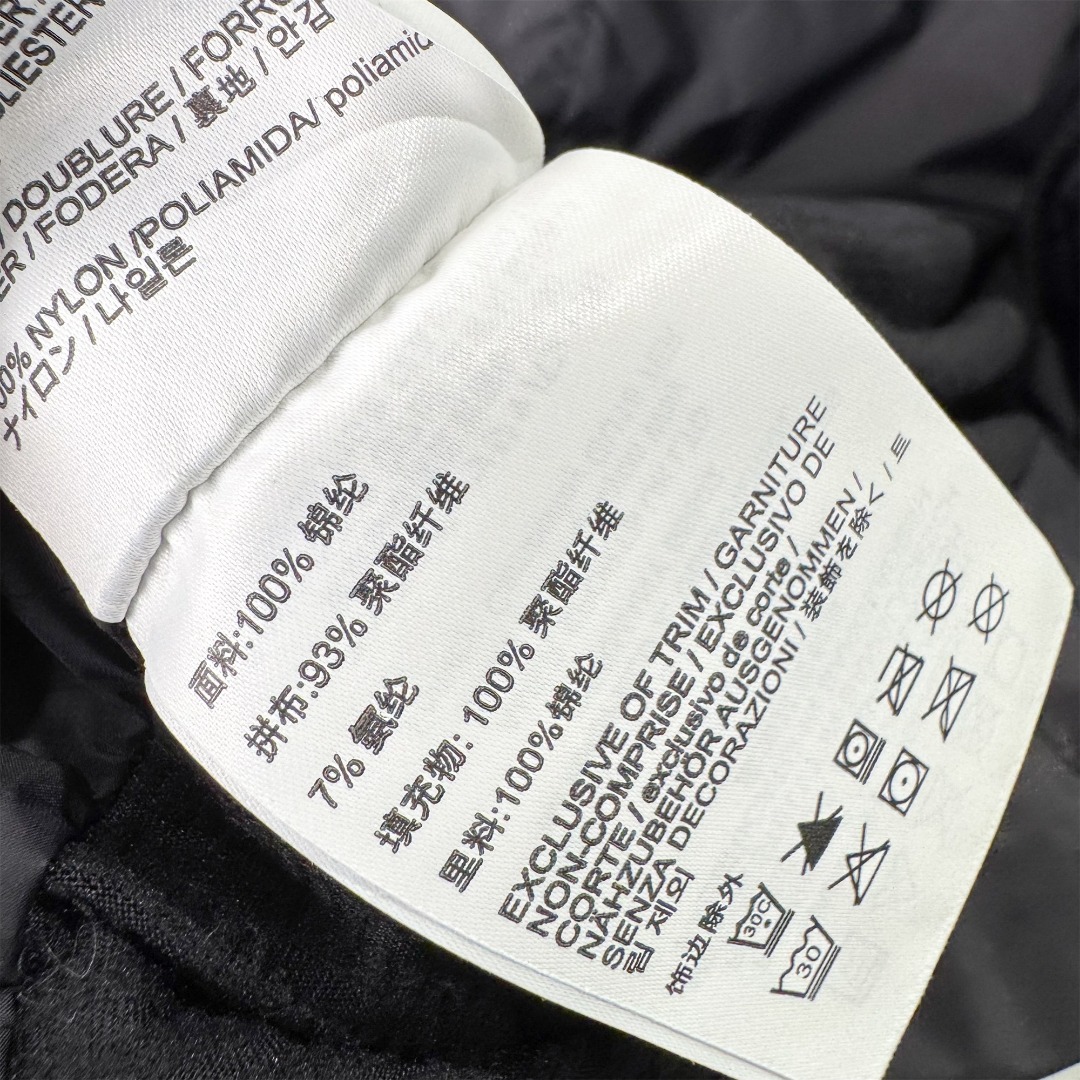 DOUBLURE / FORRO
/ FODERA / 裏地 / 안감
NYLON /POLIAMIDA/ poliamid
ナイロン / 나일론
面料:100% 锦纶
拼布:93% 聚酯纤维
7% 氨纶
填充物: 100% 聚酯纤维
里料:100%锦纶
EXCLUSIVE OF TRIM / GARNITURE
NON-COMPRISE / EXCLUSIVO DE
CORTE / exclusivo de corte /
NÄHZUBEHÖR AUSGENOMMEN /
SENZA DECORAZIONI / 装飾を除く / 트
림 제외
饰边除外
30C
30